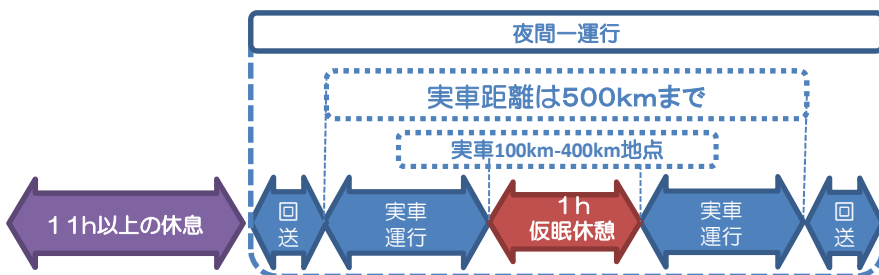 夜間一運行
実車距離は500kmまで
実車100km-400km地点
11h以上の休息
回
送
実車
運行
1h
仮眠休憩
実車
運行
回
送